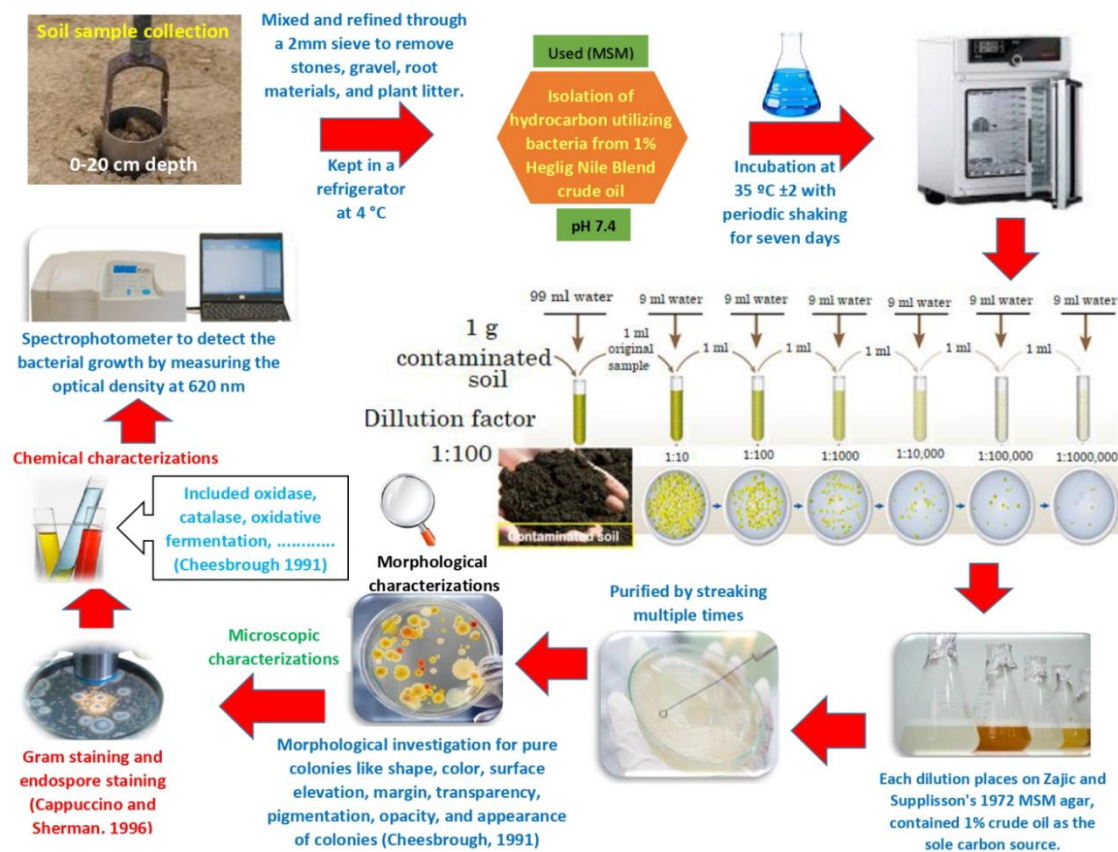 Soil sample collection
0-20 cm depth
Mixed and refined through
a 2mm sieve to remove
stones, gravel, root
materials, and plant litter.
Kept in a
refrigerator
at 4 °C
Used (MSM)
Isolation of
hydrocarbon utilizing
bacteria from 1%
Heglig Nile Blend
crude oil
pH 7.4
Incubation at
35 ºC ±2 with
periodic shaking
for seven days
99 ml water
9 ml water
9 ml water
9 ml water
9 ml water
9 ml water
9 ml water
1 g
contaminated
soil
1 ml
original
sample
1 ml
1 ml
1 ml
1 ml
1 ml
Dillution factor
1:100
1:10
1:100
1:1000
1:10,000
1:100,000
1:1000,000
Contaminated soil
Each dilution places on Zajic and
Supplisson's 1972 MSM agar,
contained 1% crude oil as the
sole carbon source.
Purified by streaking
multiple times
Morphological
characterizations
Morphological investigation for pure
colonies like shape, color, surface
elevation, margin, transparency,
pigmentation, opacity, and appearance
of colonies (Cheesbrough, 1991)
Microscopic
characterizations
Gram staining and
endospore staining
(Cappuccino and
Sherman. 1996)
Chemical characterizations
Included oxidase,
catalase, oxidative
fermentation, ............
(Cheesbrough 1991)
Spectrophotometer to detect the
bacterial growth by measuring the
optical density at 620 nm